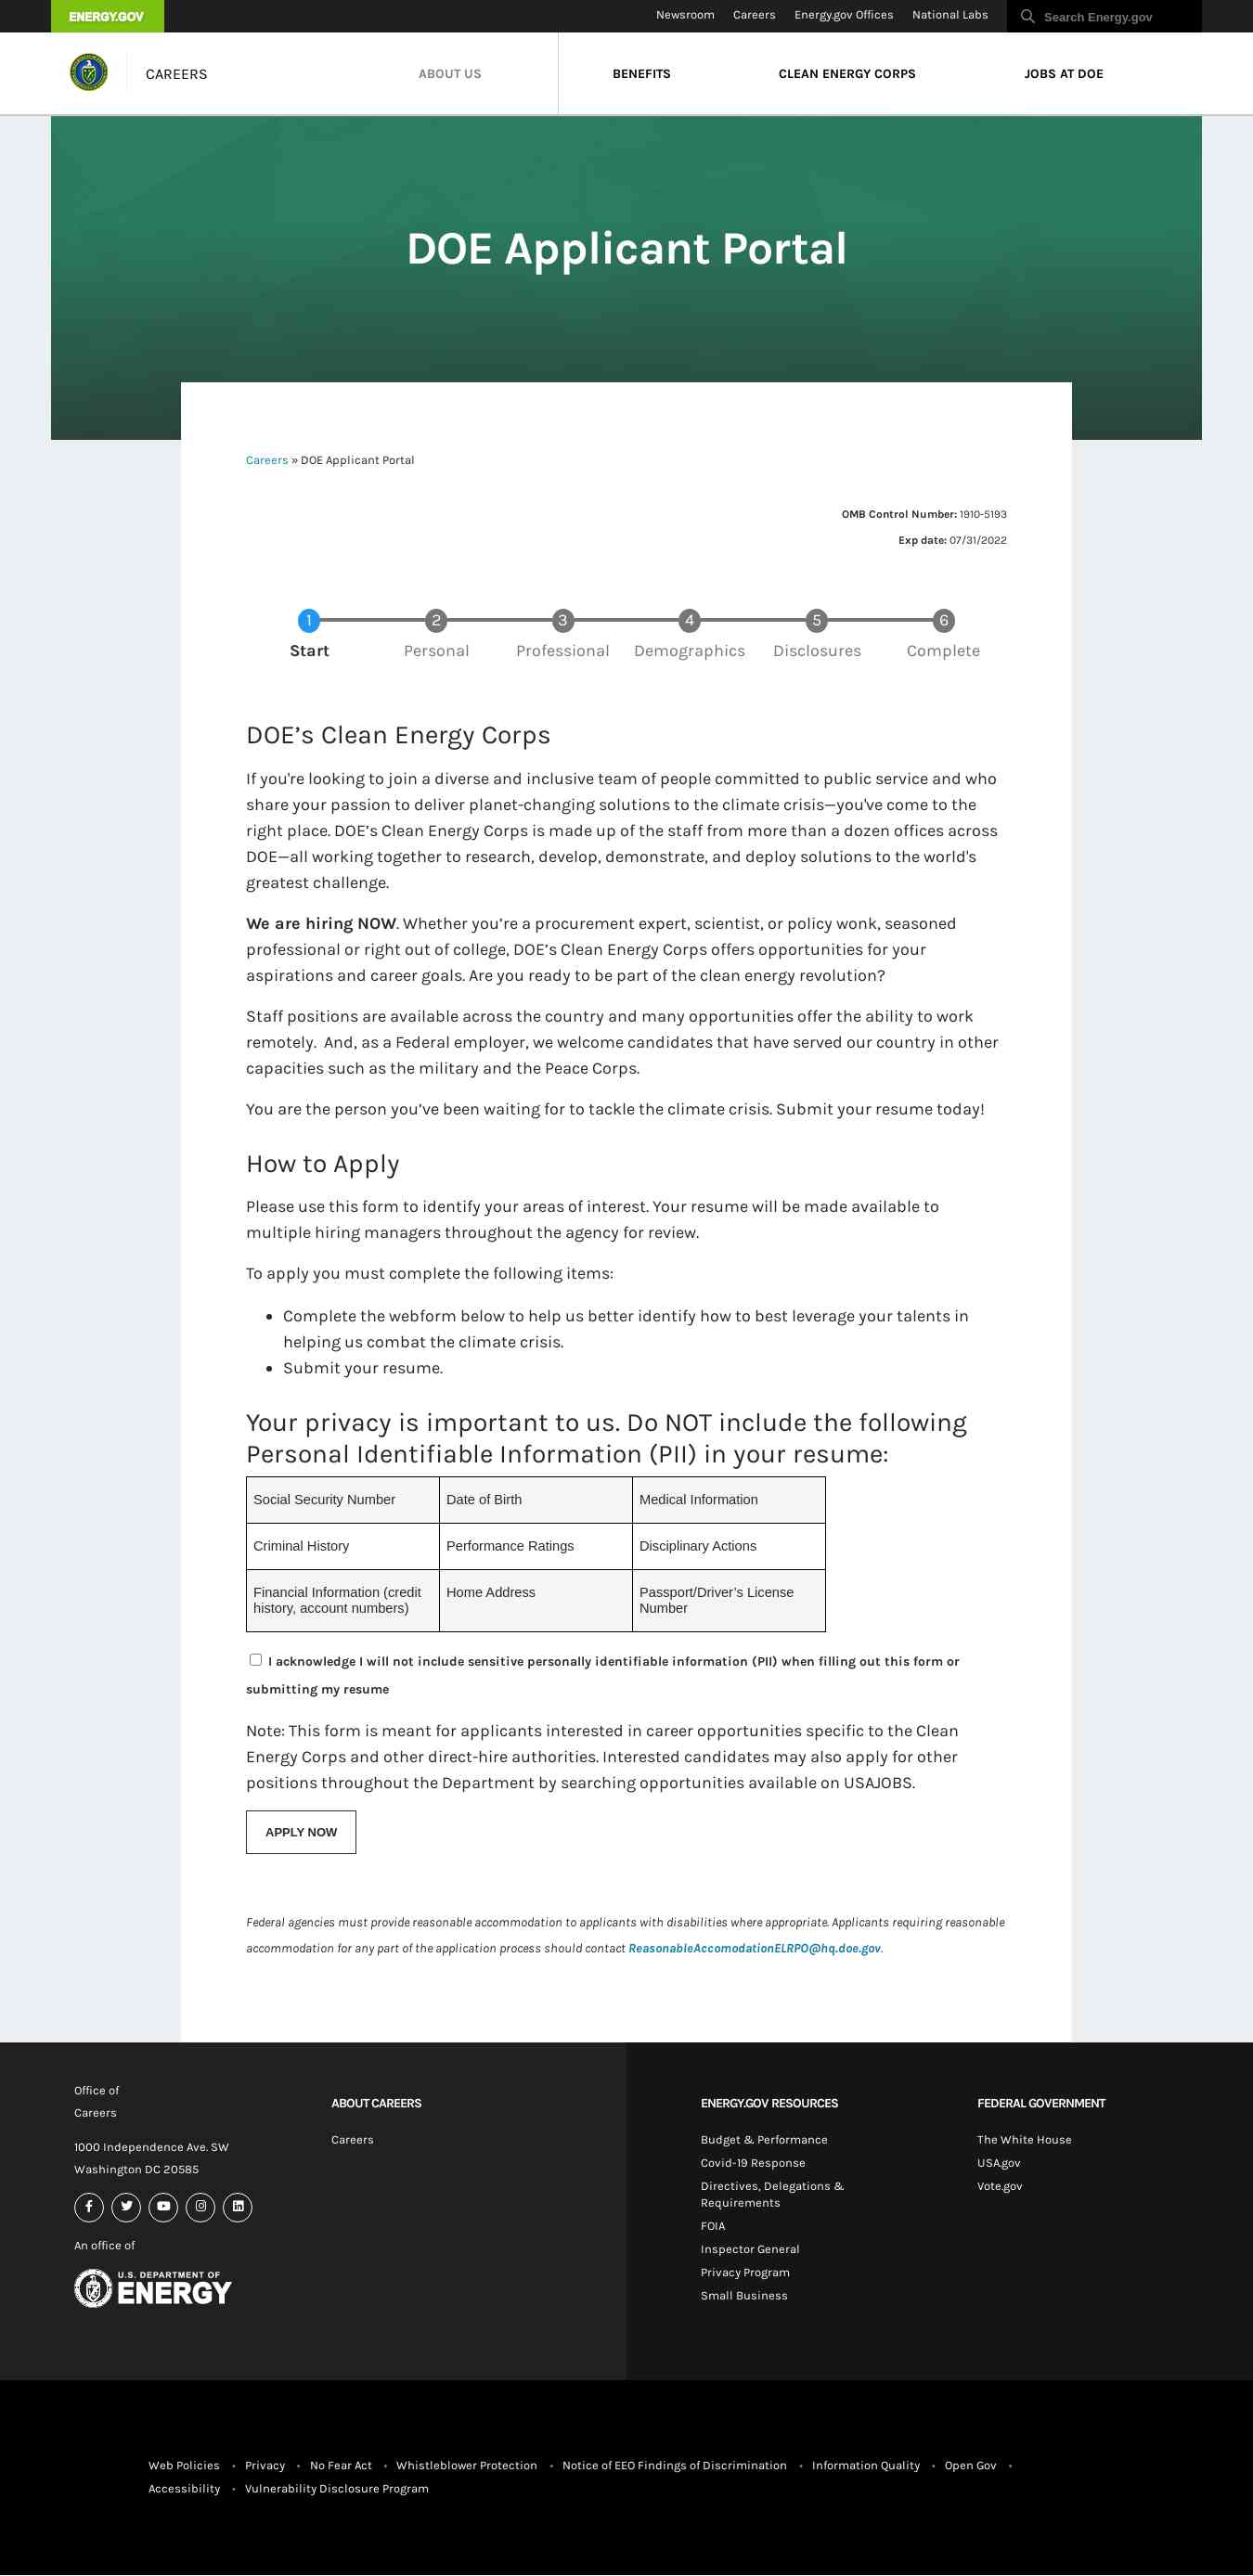 ENERGY.GOV
Newsroom Careers Energy.gov Offices National Labs Search Energy.gov
CAREERS ABOUT US BENEFITS CLEAN ENERGY CORPS JOBS AT DOE
DOE Applicant Portal
Careers » DOE Applicant Portal
OMB Control Number: 1910-5193
Exp date: 07/31/2022
1 2 3 4 5 6
Start Personal Professional Demographics Disclosures Complete
DOE’s Clean Energy Corps
If you're looking to join a diverse and inclusive team of people committed to public service and who
share your passion to deliver planet-changing solutions to the climate crisis—you've come to the
right place. DOE’s Clean Energy Corps is made up of the staff from more than a dozen offices across
DOE—all working together to research, develop, demonstrate, and deploy solutions to the world's
greatest challenge.
We are hiring NOW. Whether you’re a procurement expert, scientist, or policy wonk, seasoned
professional or right out of college, DOE’s Clean Energy Corps offers opportunities for your
aspirations and career goals. Are you ready to be part of the clean energy revolution?
Staff positions are available across the country and many opportunities offer the ability to work
remotely.  And, as a Federal employer, we welcome candidates that have served our country in other
capacities such as the military and the Peace Corps.
You are the person you’ve been waiting for to tackle the climate crisis. Submit your resume today!
How to Apply
Please use this form to identify your areas of interest. Your resume will be made available to
multiple hiring managers throughout the agency for review.
To apply you must complete the following items:
• Complete the webform below to help us better identify how to best leverage your talents in
helping us combat the climate crisis.
• Submit your resume.
Your privacy is important to us. Do NOT include the following
Personal Identifiable Information (PII) in your resume:
Social Security Number Date of Birth Medical Information
Criminal History Performance Ratings Disciplinary Actions
Financial Information (credit Home Address Passport/Driver’s License
history, account numbers) Number
I acknowledge I will not include sensitive personally identifiable information (PII) when filling out this form or
submitting my resume
Note: This form is meant for applicants interested in career opportunities specific to the Clean
Energy Corps and other direct-hire authorities. Interested candidates may also apply for other
positions throughout the Department by searching opportunities available on USAJOBS.
APPLY NOW
Federal agencies must provide reasonable accommodation to applicants with disabilities where appropriate. Applicants requiring reasonable
accommodation for any part of the application process should contact ReasonableAccomodationELRPO@hq.doe.gov.
Office of
Careers
1000 Independence Ave. SW
Washington DC 20585
An office of
U.S. DEPARTMENT OF
ENERGY
ABOUT CAREERS
Careers
ENERGY.GOV RESOURCES
Budget & Performance
Covid-19 Response
Directives, Delegations &
Requirements
FOIA
Inspector General
Privacy Program
Small Business
FEDERAL GOVERNMENT
The White House
USA.gov
Vote.gov
Web Policies • Privacy • No Fear Act • Whistleblower Protection • Notice of EEO Findings of Discrimination • Information Quality • Open Gov •
Accessibility • Vulnerability Disclosure Program